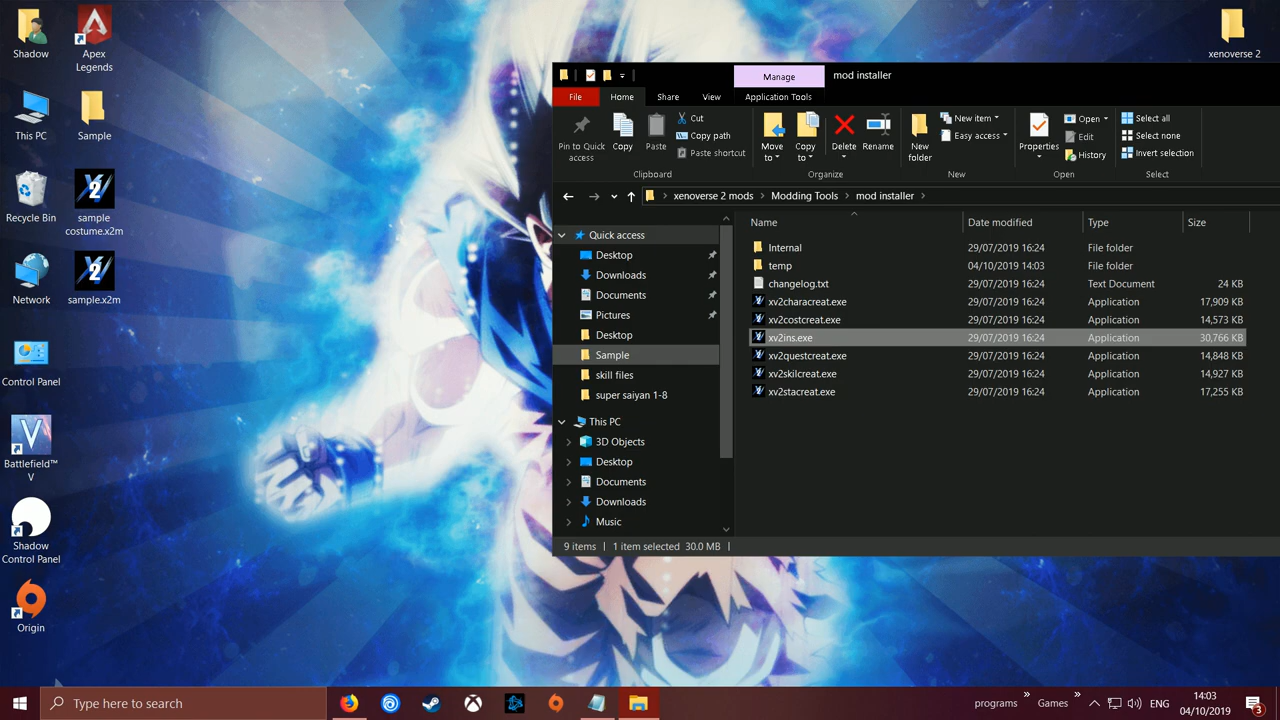 Shadow
Apex
Legends
This PC
Sample
Recycle Bin
sample
costume.x2m
Network
sample.x2m
Control Panel
Battlefield™
V
Shadow
Control Panel
Origin
xenoverse 2
Manage
mod installer
File
Home
Share
View
Application Tools
Pin to Quick
access
Copy
Paste
Cut
Copy path
Paste shortcut
Clipboard
Move
to
Copy
to
Delete
Rename
Organize
New
folder
New item
Easy access
New
Properties
Open
Edit
History
Open
Select all
Select none
Invert selection
Select
xenoverse 2 mods
Modding Tools
mod installer
Quick access
Desktop
Downloads
Documents
Pictures
Desktop
Sample
skill files
super saiyan 1-8
This PC
3D Objects
Desktop
Documents
Downloads
Music
Name Date modified Type Size
Internal 29/07/2019 16:24 File folder
temp 04/10/2019 14:03 File folder
changelog.txt 29/07/2019 16:24 Text Document 24 KB
xv2characreat.exe 29/07/2019 16:24 Application 17,909 KB
xv2costcreat.exe 29/07/2019 16:24 Application 14,573 KB
xv2ins.exe 29/07/2019 16:24 Application 30,766 KB
xv2questcreat.exe 29/07/2019 16:24 Application 14,848 KB
xv2skilcreat.exe 29/07/2019 16:24 Application 14,927 KB
xv2stacreat.exe 29/07/2019 16:24 Application 17,255 KB
9 items 1 item selected 30.0 MB
Type here to search
programs
Games
ENG
14:03
04/10/2019
3